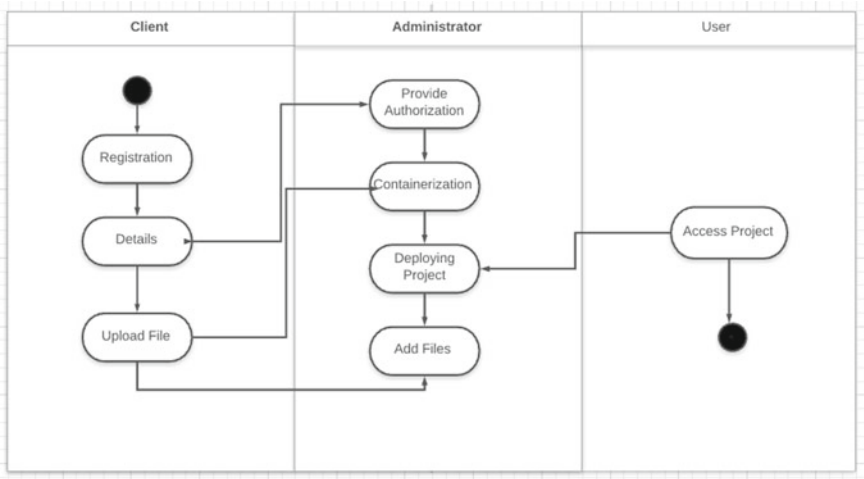 Client
Administrator
User
Registration
Details
Upload File
Provide
Authorization
Containerization
Deploying
Project
Add Files
Access Project